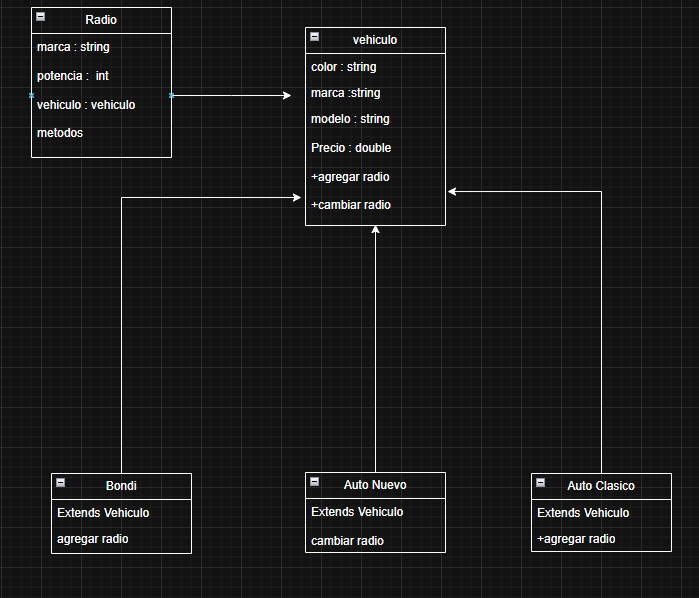 Radio
marca : string
potencia : int
vehiculo : vehiculo
metodos
vehiculo
color : string
marca :string
modelo : string
Precio : double
+agregar radio
+cambiar radio
Bondi
Extends Vehiculo
agregar radio
Auto Nuevo
Extends Vehiculo
cambiar radio
Auto Clasico
Extends Vehiculo
+agregar radio